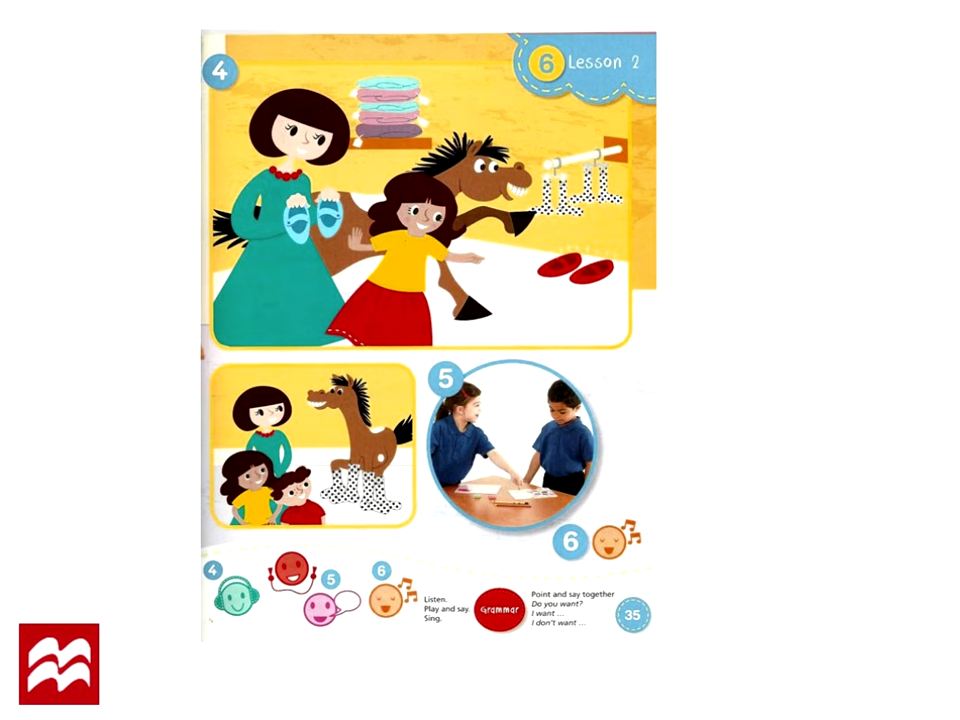 4
6 Lesson 2
5
6
4
5
6
Listen.
Play and say.
Sing.
Grammar
Point and say together
Do you want?
I want ...
I don't want ...
35